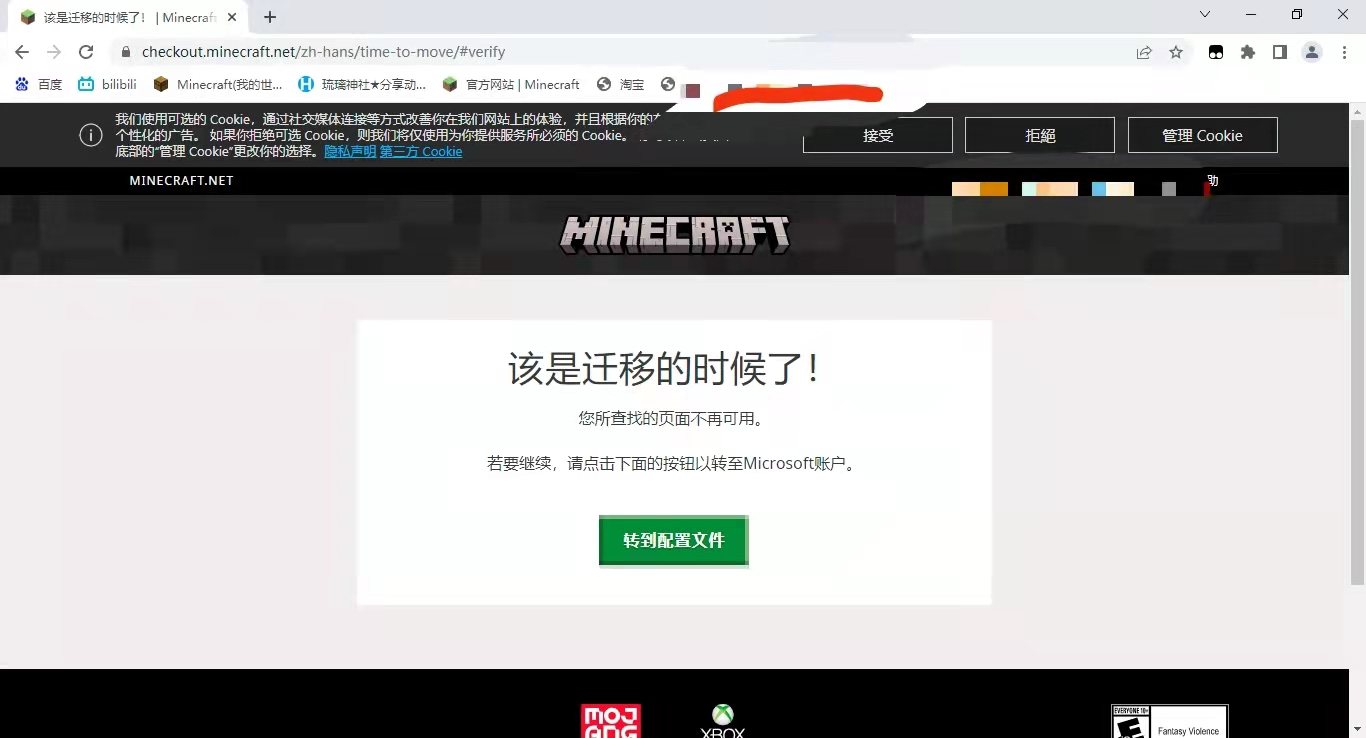 该是迁移的时候了！ | Minecraft
checkout.minecraft.net/zh-hans/time-to-move/#verify
百度 bilibili Minecraft(我的世... 琉璃神社★分享动... 官方网站 | Minecraft 淘宝
我们使用可选的 Cookie，通过社交媒体连接等方式改善你在我们网站上的体验，并且根据你的
个性化的广告。 如果你拒绝可选 Cookie，则我们将仅使用为你提供服务所必须的 Cookie。
底部的“管理 Cookie”更改你的选择。隐私声明 第三方 Cookie
接受 拒絕 管理 Cookie
MINECRAFT.NET
助
MINECRAFT
该是迁移的时候了！
您所查找的页面不再可用。
若要继续，请点击下面的按钮以转至Microsoft账户。
转到配置文件
MOJANG
XBOX
EVERYONE 10+
E
Fantasy Violence